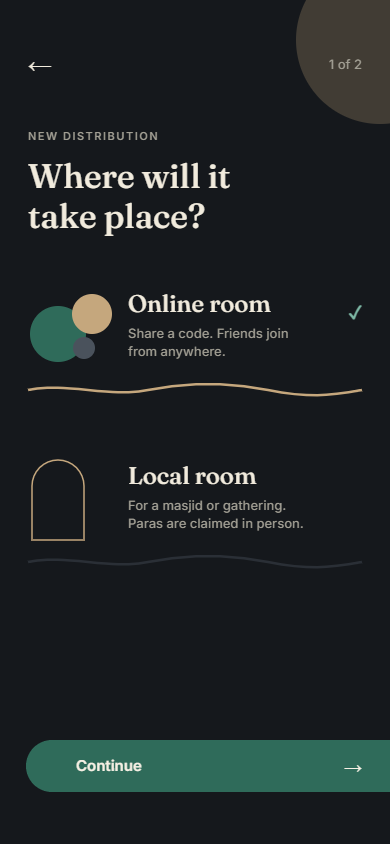 ←
1 of 2
NEW DISTRIBUTION
Where will it
take place?
Online room
✓
Share a code. Friends join
from anywhere.
Local room
For a masjid or gathering.
Paras are claimed in person.
Continue →